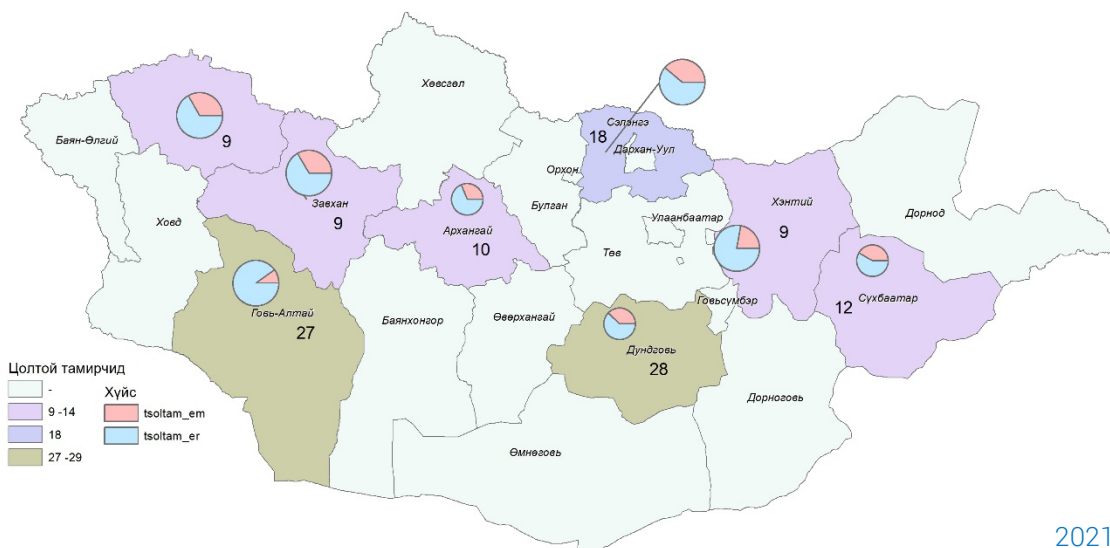 Хөвсгөл
Баян-Өлгий
9
Сэлэнгэ
18
Дархан-Уул
Орхон
Завхан
9
Ховд
Архангай
10
Булган
Улаанбаатар
Төв
Хэнтий
9
Дорнод
Сүхбаатар
12
Говьсүмбэр
Говь-Алтай
27
Баянхонгор
Өвөрхангай
Дундговь
28
Дорноговь
Өмнөговь
Цолтой тамирчид
-
9 -14
18
27 -29
Хүйс
tsoltam_em
tsoltam_er
2021